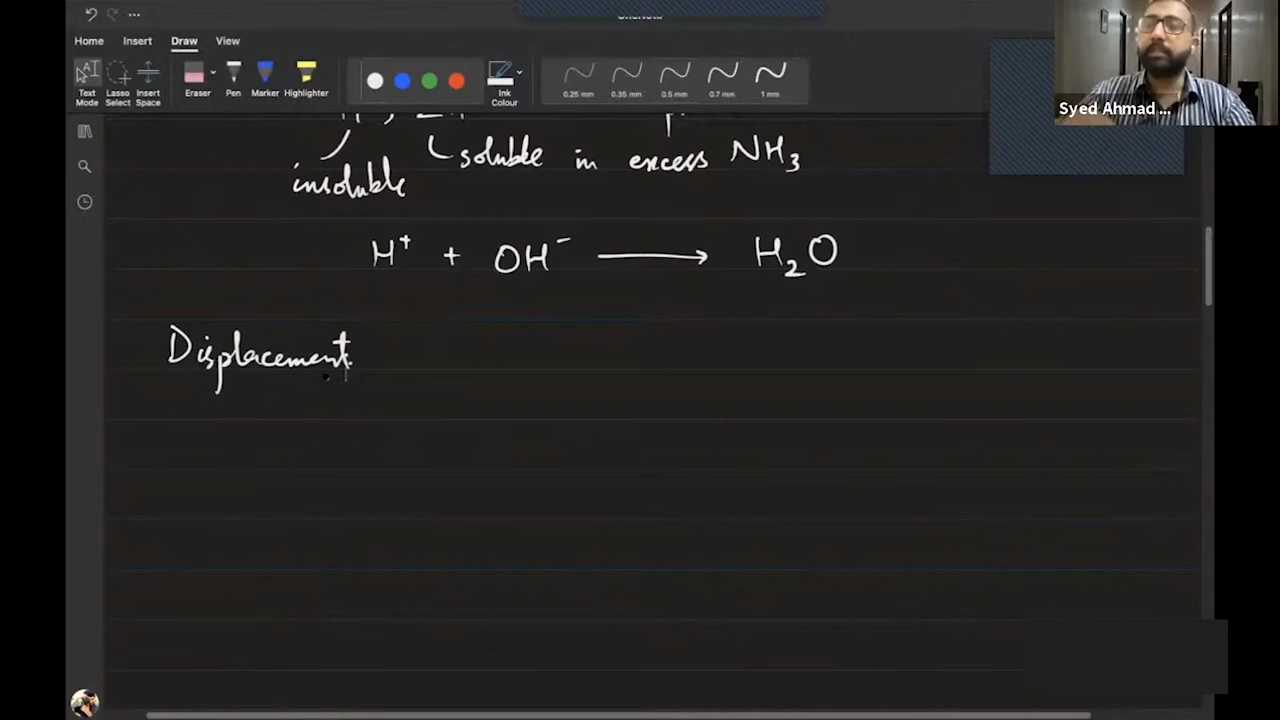 Home Insert Draw View
Text Mode Lasso Select Insert Space Eraser Pen Marker Highlighter Ink Colour 0.25 mm 0.35 mm 0.5 mm 0.7 mm 1 mm
Syed Ahmad ...
soluble in excess NH₃
insoluble
H⁺ + OH⁻ ⟶ H₂O
Displacement